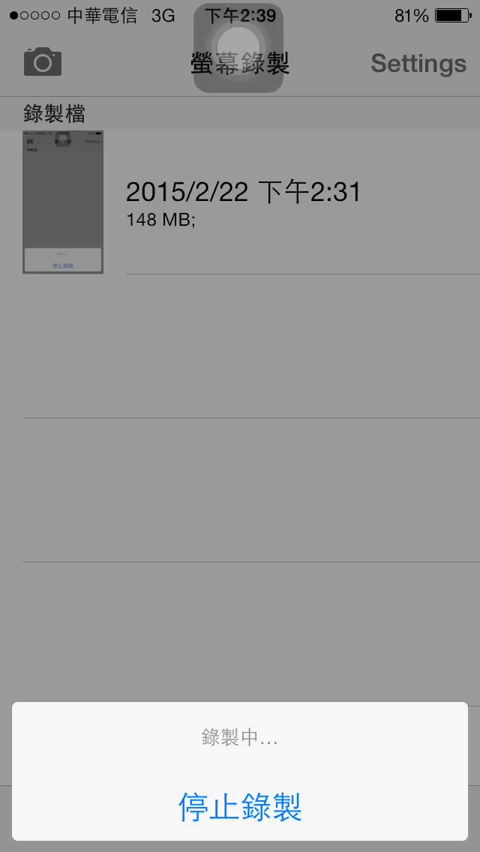 中華電信 3G 下午2:39 81%
螢幕錄製 Settings
錄製檔
2015/2/22 下午2:31
148 MB;
錄製中...
停止錄製